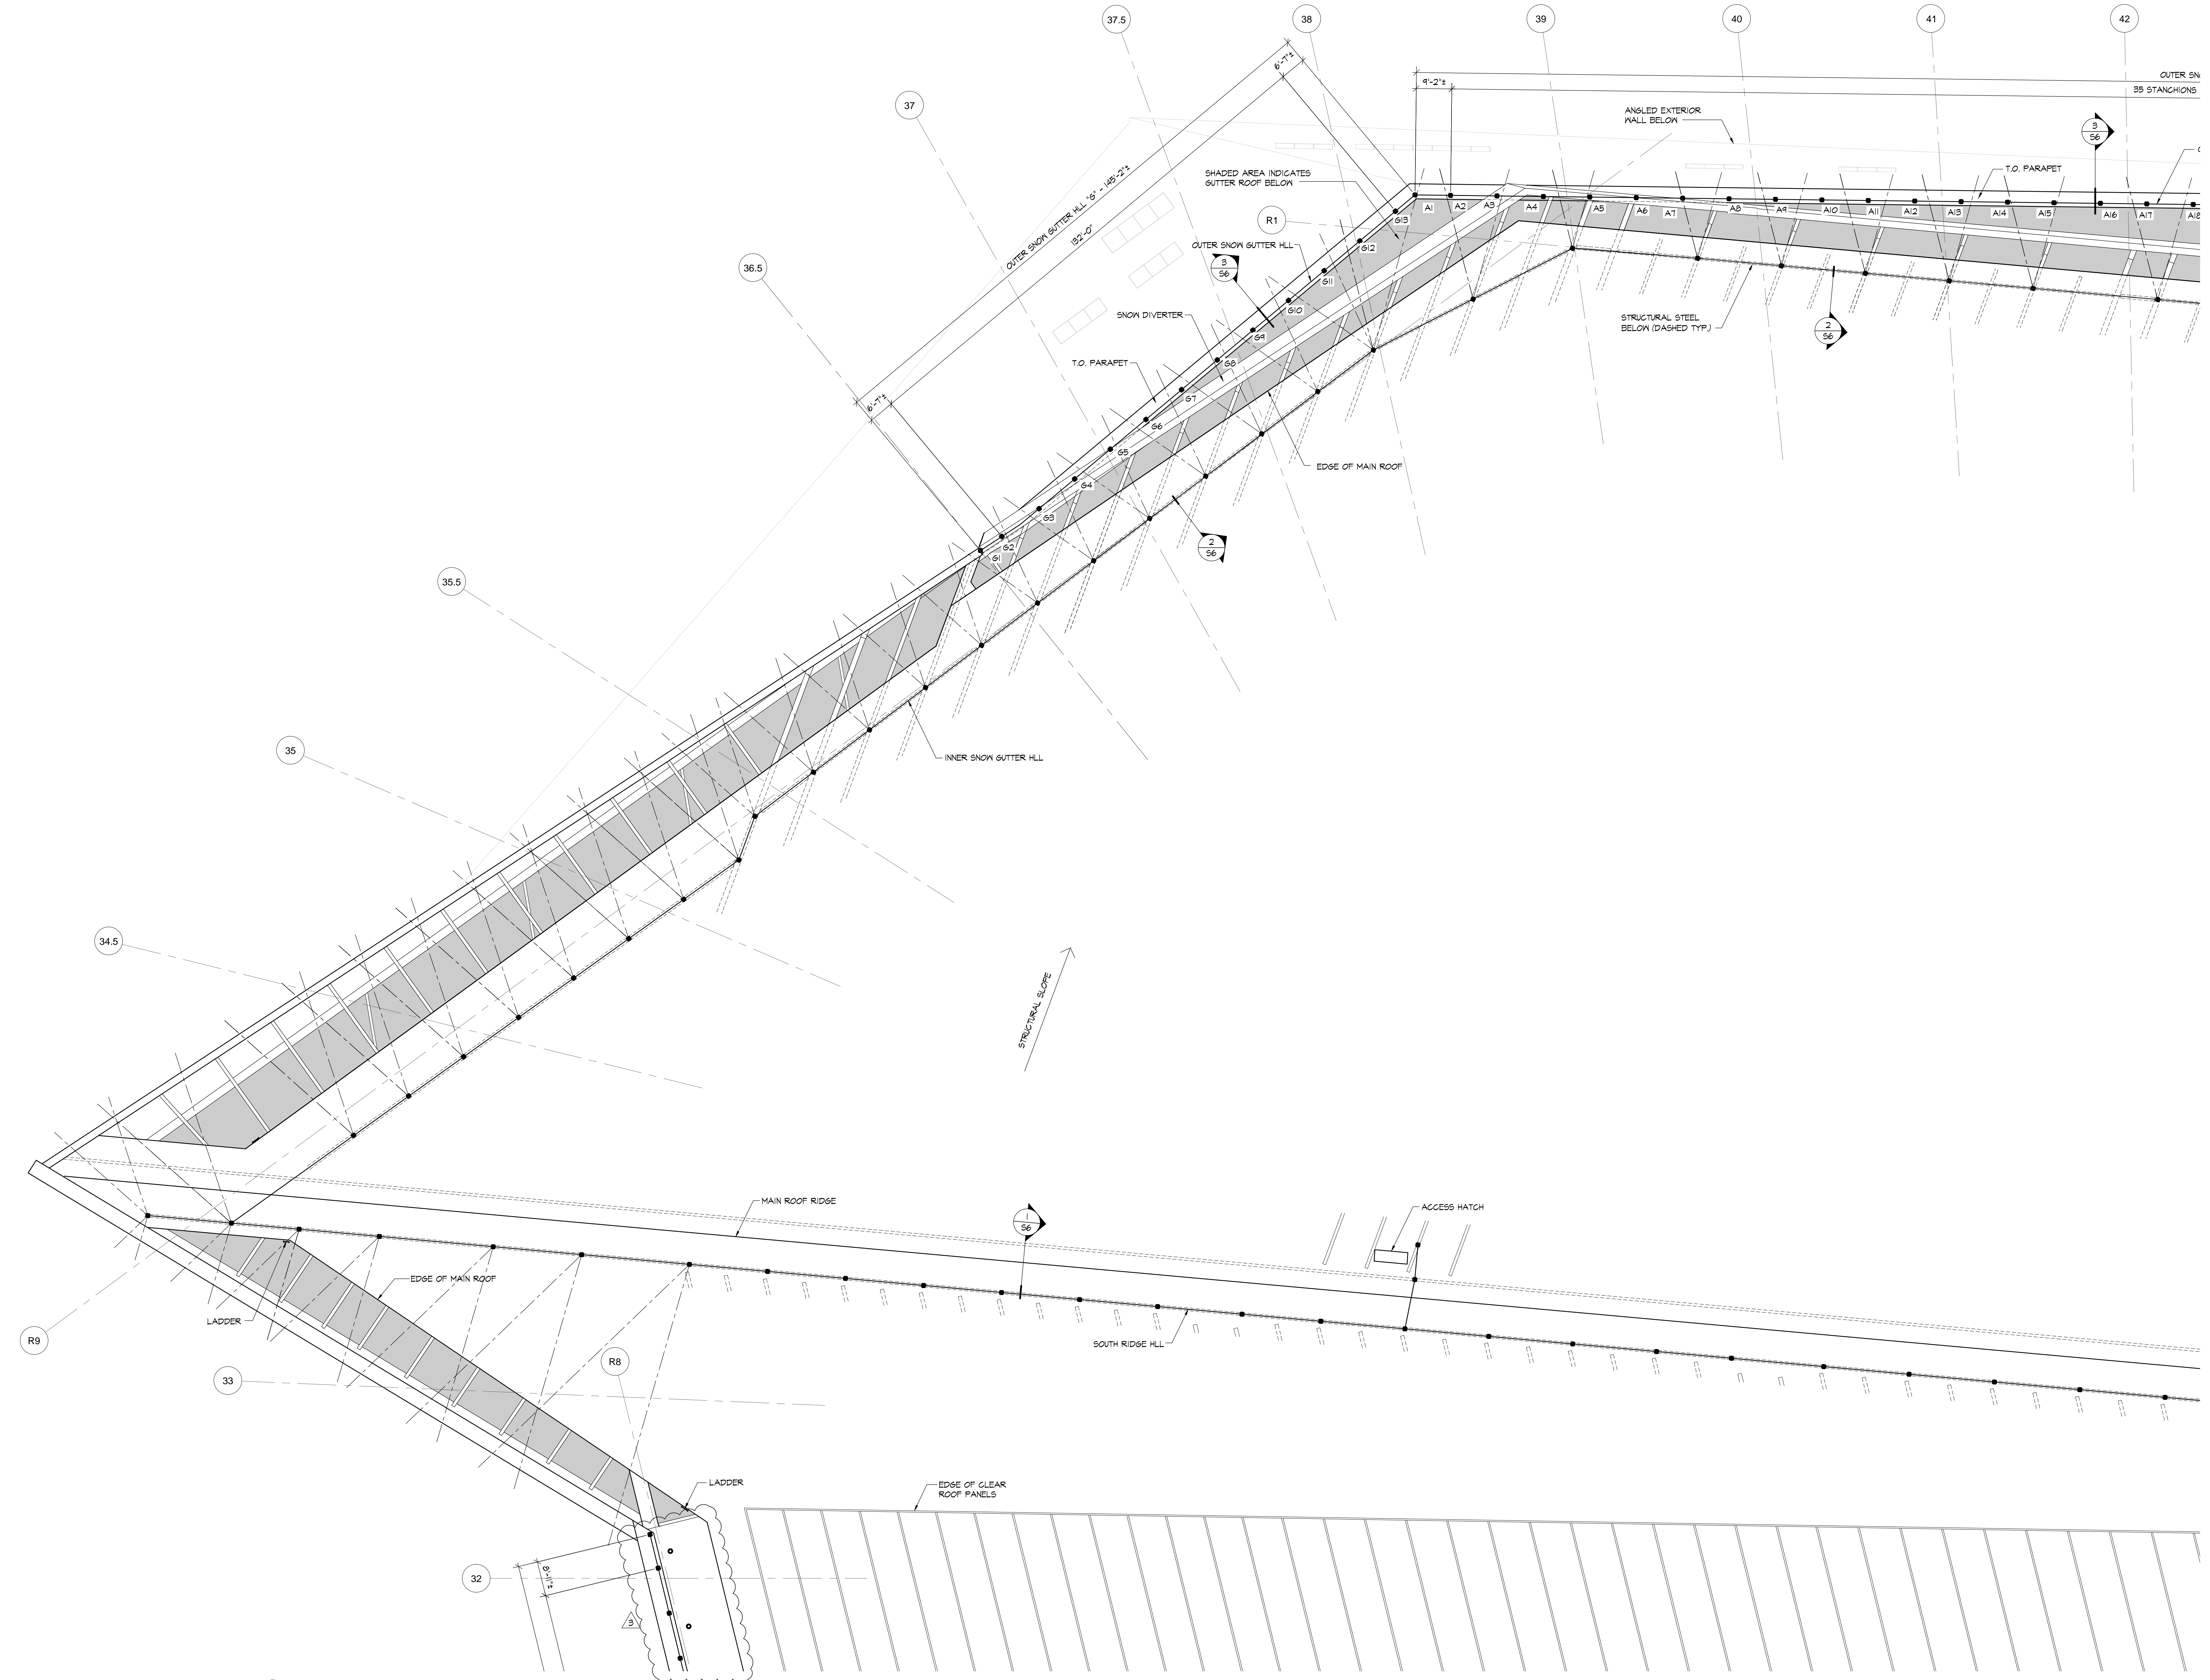 37.5
38
39
40
41
42
37
36.5
35.5
35
34.5
R1
R9
R8
33
32
6'-7"±
OUTER SNOW GUTTER HLL "G" - 145'-2"±
132'-0"
6'-7"±
9'-2"±
OUTER SN
35 STANCHIONS
ANGLED EXTERIOR
WALL BELOW
3
S6
T.O. PARAPET
SHADED AREA INDICATES
GUTTER ROOF BELOW
OUTER SNOW GUTTER HLL
3
S6
SNOW DIVERTER
T.O. PARAPET
A1
A2
A3
A4
A5
A6
A7
A8
A9
A10
A11
A12
A13
A14
A15
A16
A17
A18
G13
G12
G11
G10
G9
G8
G7
G6
G5
G4
G3
G2
G1
STRUCTURAL STEEL
BELOW (DASHED TYP.)
2
S6
EDGE OF MAIN ROOF
2
S6
INNER SNOW GUTTER HLL
STRUCTURAL SLOPE
MAIN ROOF RIDGE
1
S6
ACCESS HATCH
EDGE OF MAIN ROOF
LADDER
SOUTH RIDGE HLL
LADDER
EDGE OF CLEAR
ROOF PANELS
3